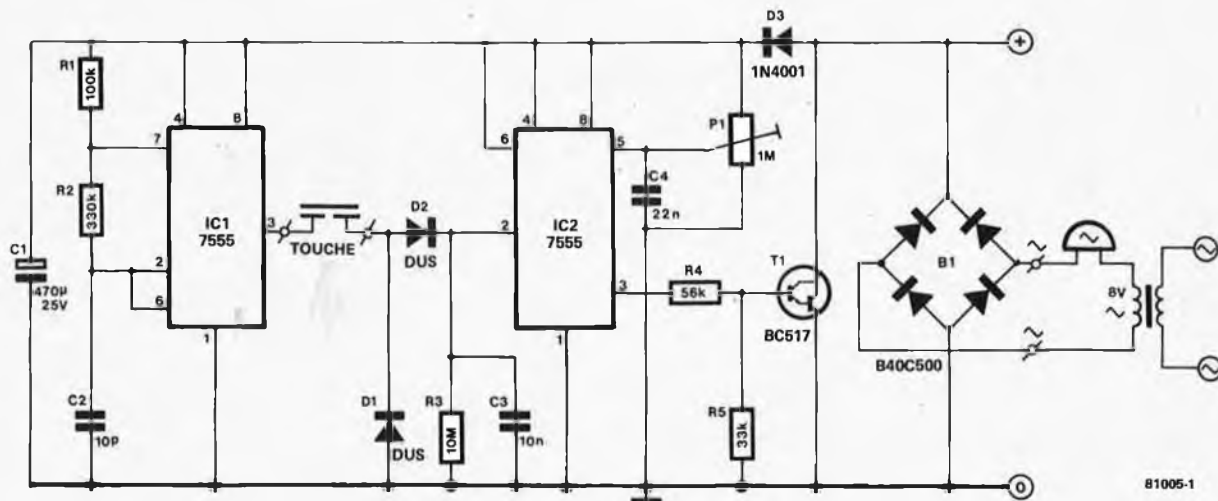 D3
1N4001
+
R1
100k
4
8
7
R2
330k
IC1
7555
3
TOUCHE
2
6
1
C1
470µ
25V
C2
10p
D2
DUS
D1
DUS
R3
10M
C3
10n
4
8
6
5
IC2
7555
2
3
1
C4
22n
P1
1M
R4
56k
T1
BC517
R5
33k
B1
B40C500
~
~
~
8V
~
~
~
0
81005-1